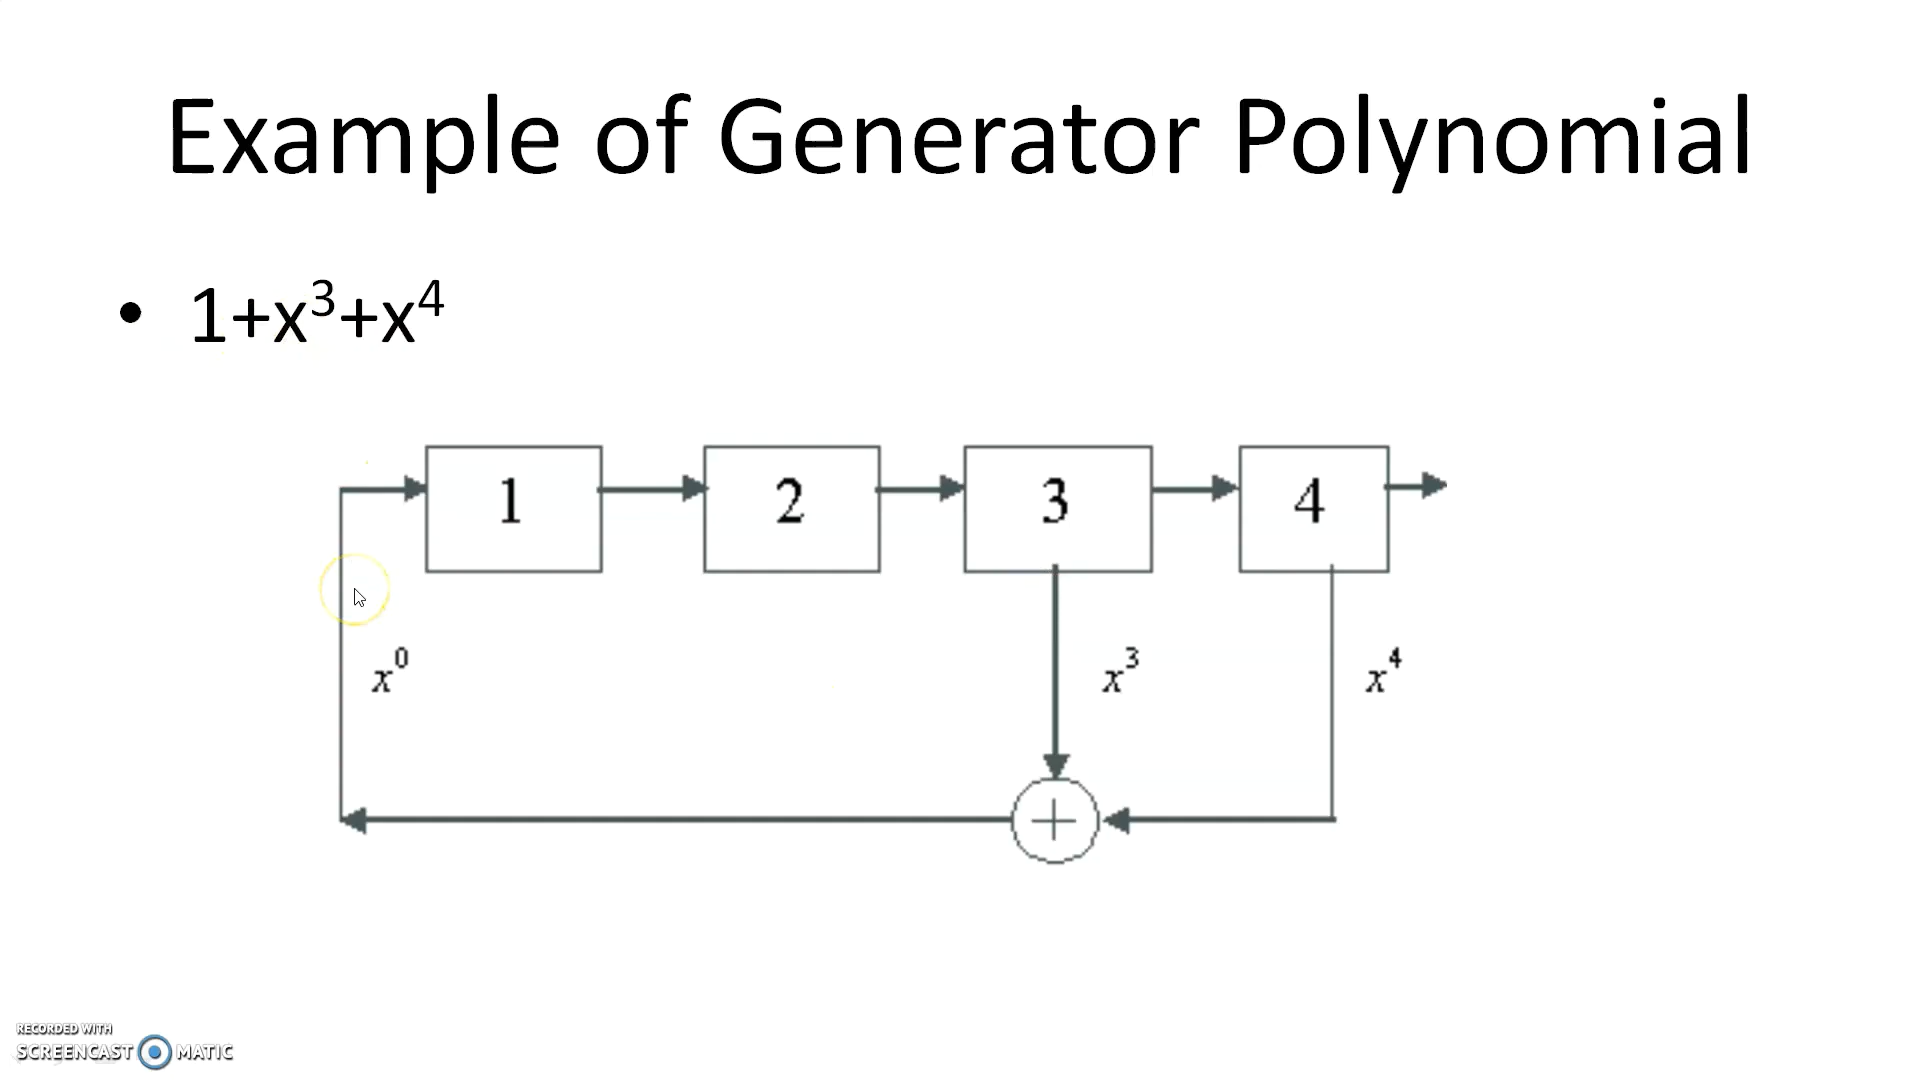 Example of Generator Polynomial
• 1+x³+x⁴
1 2 3 4
x⁰ x³ x⁴
+
RECORDED WITH
SCREENCAST MATIC